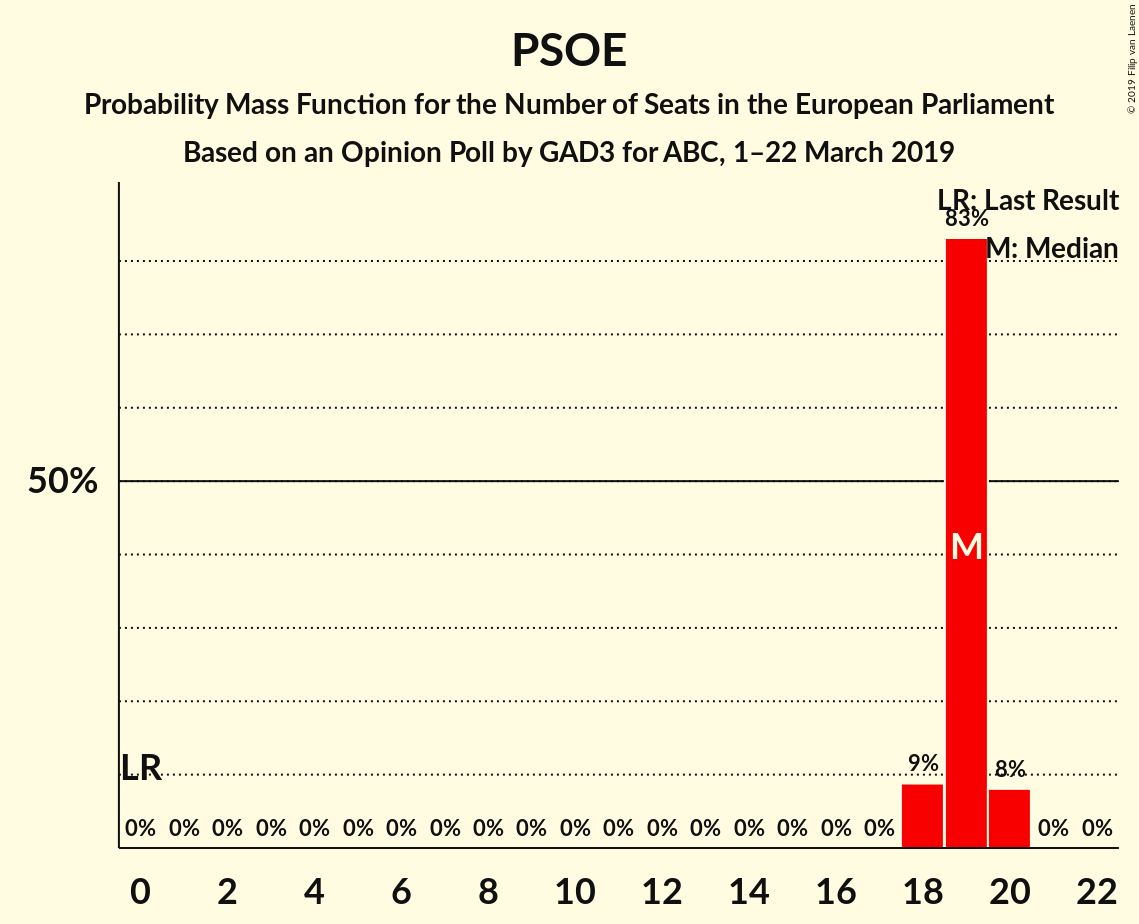 PSOE
Probability Mass Function for the Number of Seats in the European Parliament
Based on an Opinion Poll by GAD3 for ABC, 1–22 March 2019
© 2019 Filip van Laenen
LR: Last Result
83%
M: Median
50%
M
LR
9%
8%
0% 0% 0% 0% 0% 0% 0% 0% 0% 0% 0% 0% 0% 0% 0% 0% 0% 0% 0% 0%
0 2 4 6 8 10 12 14 16 18 20 22